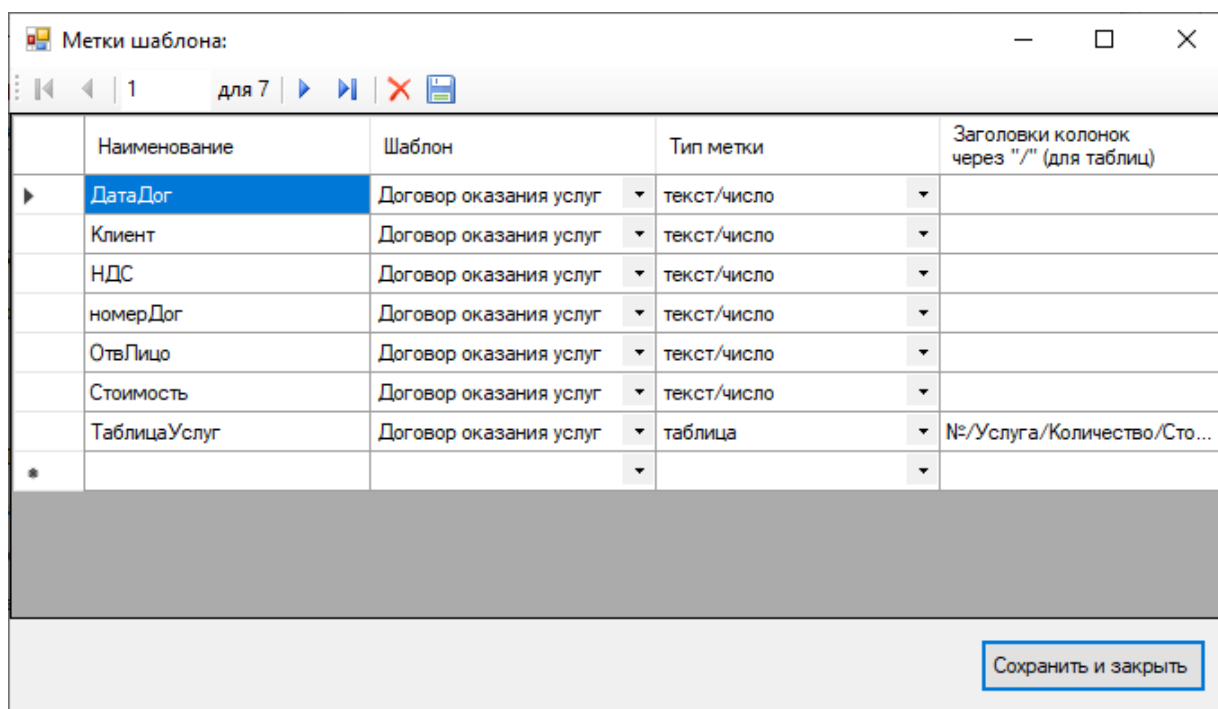 Метки шаблона:
1 для 7
Наименование Шаблон Тип метки Заголовки колонок через "/" (для таблиц)
ДатаДог Договор оказания услуг текст/число
Клиент Договор оказания услуг текст/число
НДС Договор оказания услуг текст/число
номерДог Договор оказания услуг текст/число
ОтвЛицо Договор оказания услуг текст/число
Стоимость Договор оказания услуг текст/число
ТаблицаУслуг Договор оказания услуг таблица №/Услуга/Количество/Сто...
Сохранить и закрыть